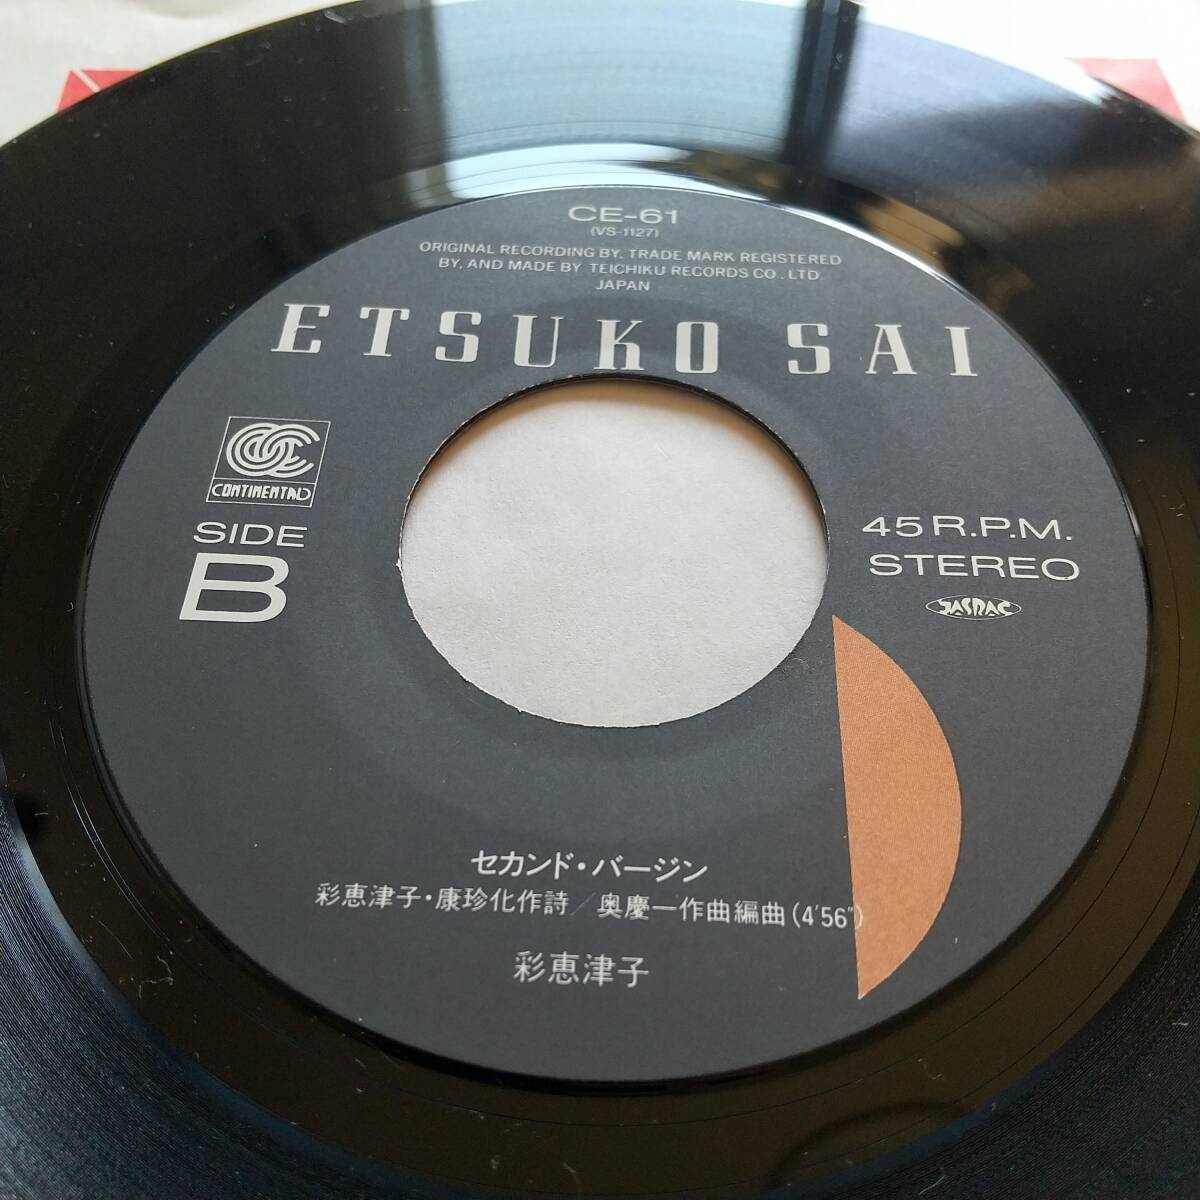 CE-61
(VS-1127)
ORIGINAL RECORDING BY, TRADE MARK REGISTERED
BY, AND MADE BY TEICHIKU RECORDS CO., LTD.
JAPAN
ETSUKO SAI
CONTINENTAL
SIDE
B
45 R.P.M.
STEREO
JASRAC
セカンド・バージン
彩恵津子・康珍化作詩／奥慶一作曲編曲(4'56")
彩恵津子